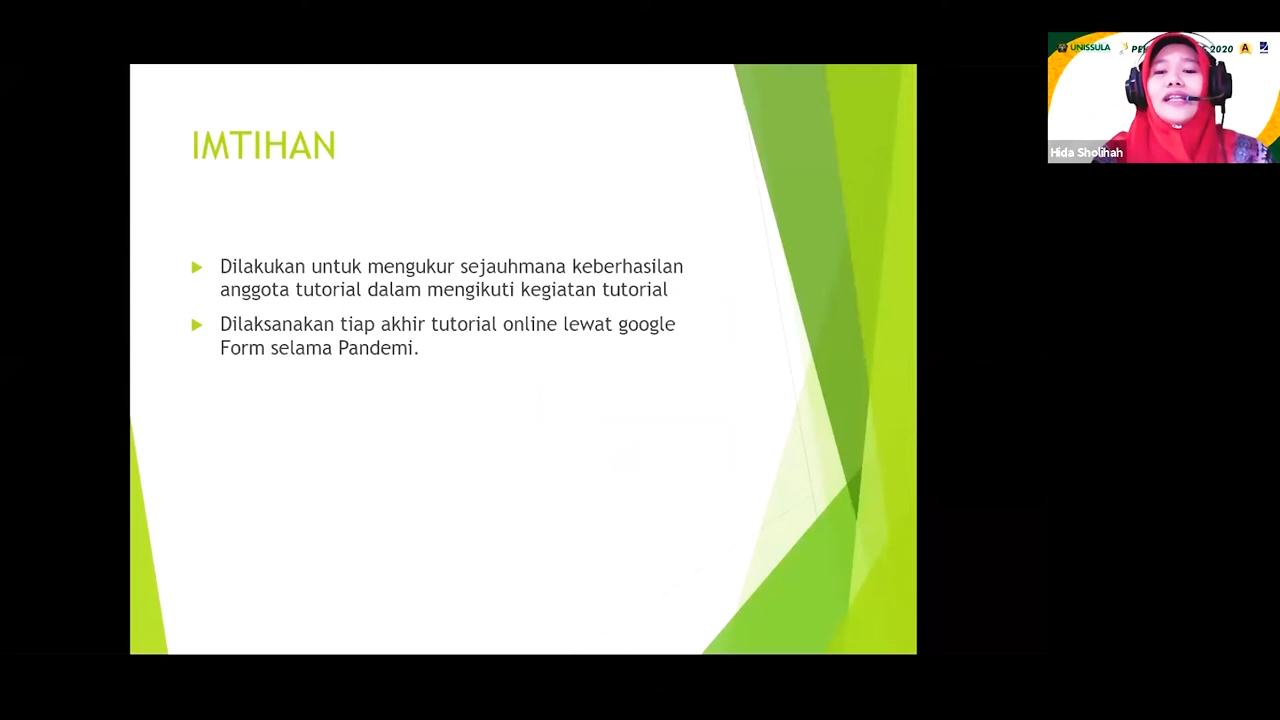 IMTIHAN
Dilakukan untuk mengukur sejauhmana keberhasilan
anggota tutorial dalam mengikuti kegiatan tutorial
Dilaksanakan tiap akhir tutorial online lewat google
Form selama Pandemi.
UNISSULA
2020
Hida Sholihah